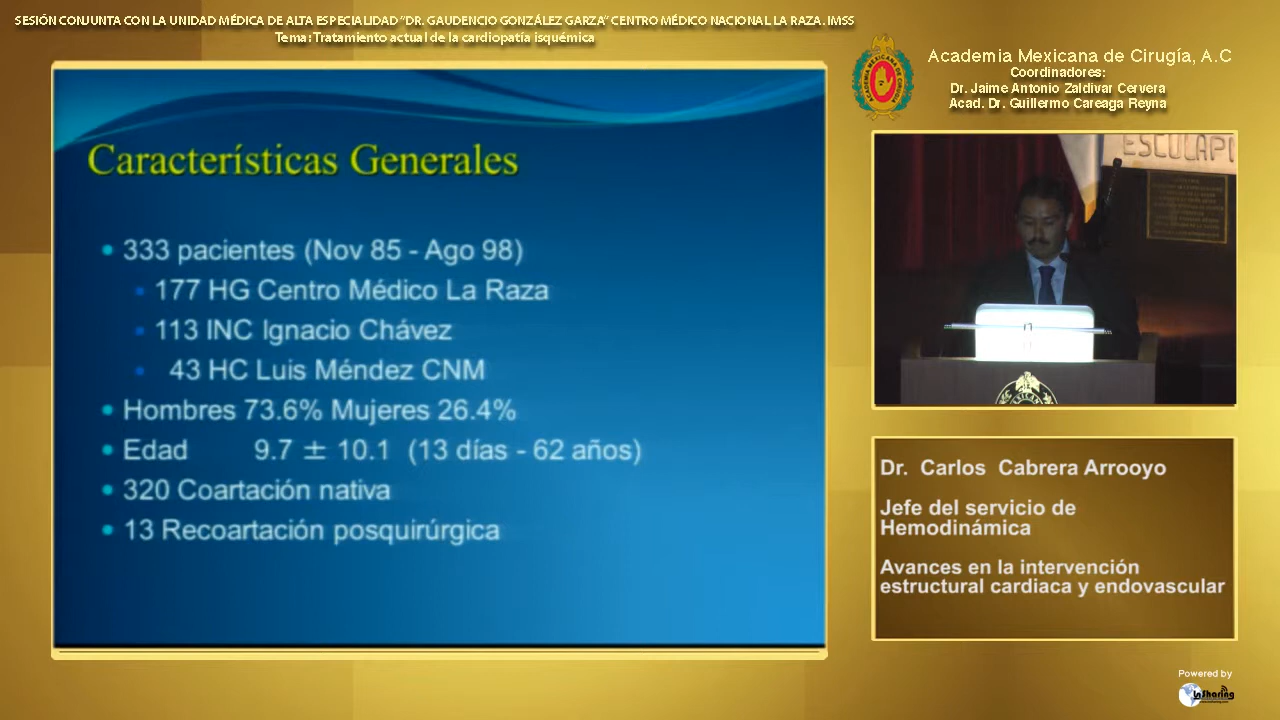 SESIÓN CONJUNTA CON LA UNIDAD MÉDICA DE ALTA ESPECIALIDAD "DR. GAUDENCIO GONZÁLEZ GARZA" CENTRO MÉDICO NACIONAL LA RAZA. IMSS
Tema: Tratamiento actual de la cardiopatía isquémica
Academia Mexicana de Cirugía, A.C
Coordinadores:
Dr. Jaime Antonio Zaldívar Cervera
Acad. Dr. Guillermo Careaga Reyna
Características Generales
• 333 pacientes (Nov 85 - Ago 98)
• 177 HG Centro Médico La Raza
• 113 INC Ignacio Chávez
• 43 HC Luis Méndez CNM
• Hombres 73.6% Mujeres 26.4%
• Edad 9.7 ± 10.1 (13 días - 62 años)
• 320 Coartación nativa
• 13 Recoartación posquirúrgica
ESCULAPI
Dr. Carlos Cabrera Arrooyo
Jefe del servicio de
Hemodinámica
Avances en la intervención
estructural cardiaca y endovascular
Powered by
InSharing